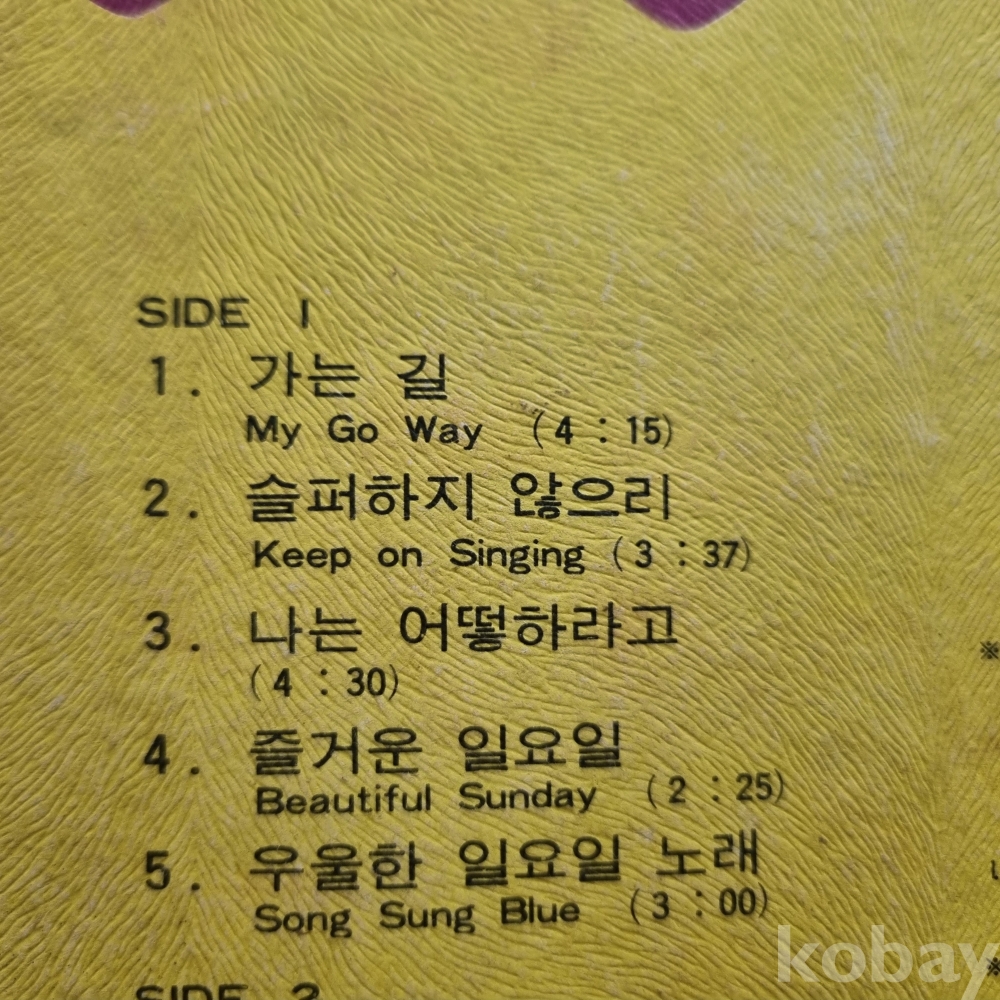 SIDE 1
1. 가는 길
My Go Way (4 : 15)
2. 슬퍼하지 않으리
Keep on Singing (3 : 37)
3. 나는 어떻하라고
(4 : 30)
4. 즐거운 일요일
Beautiful Sunday (2 : 25)
5. 우울한 일요일 노래
Song Sung Blue (3 : 00)
SIDE 2
※
※
kobay